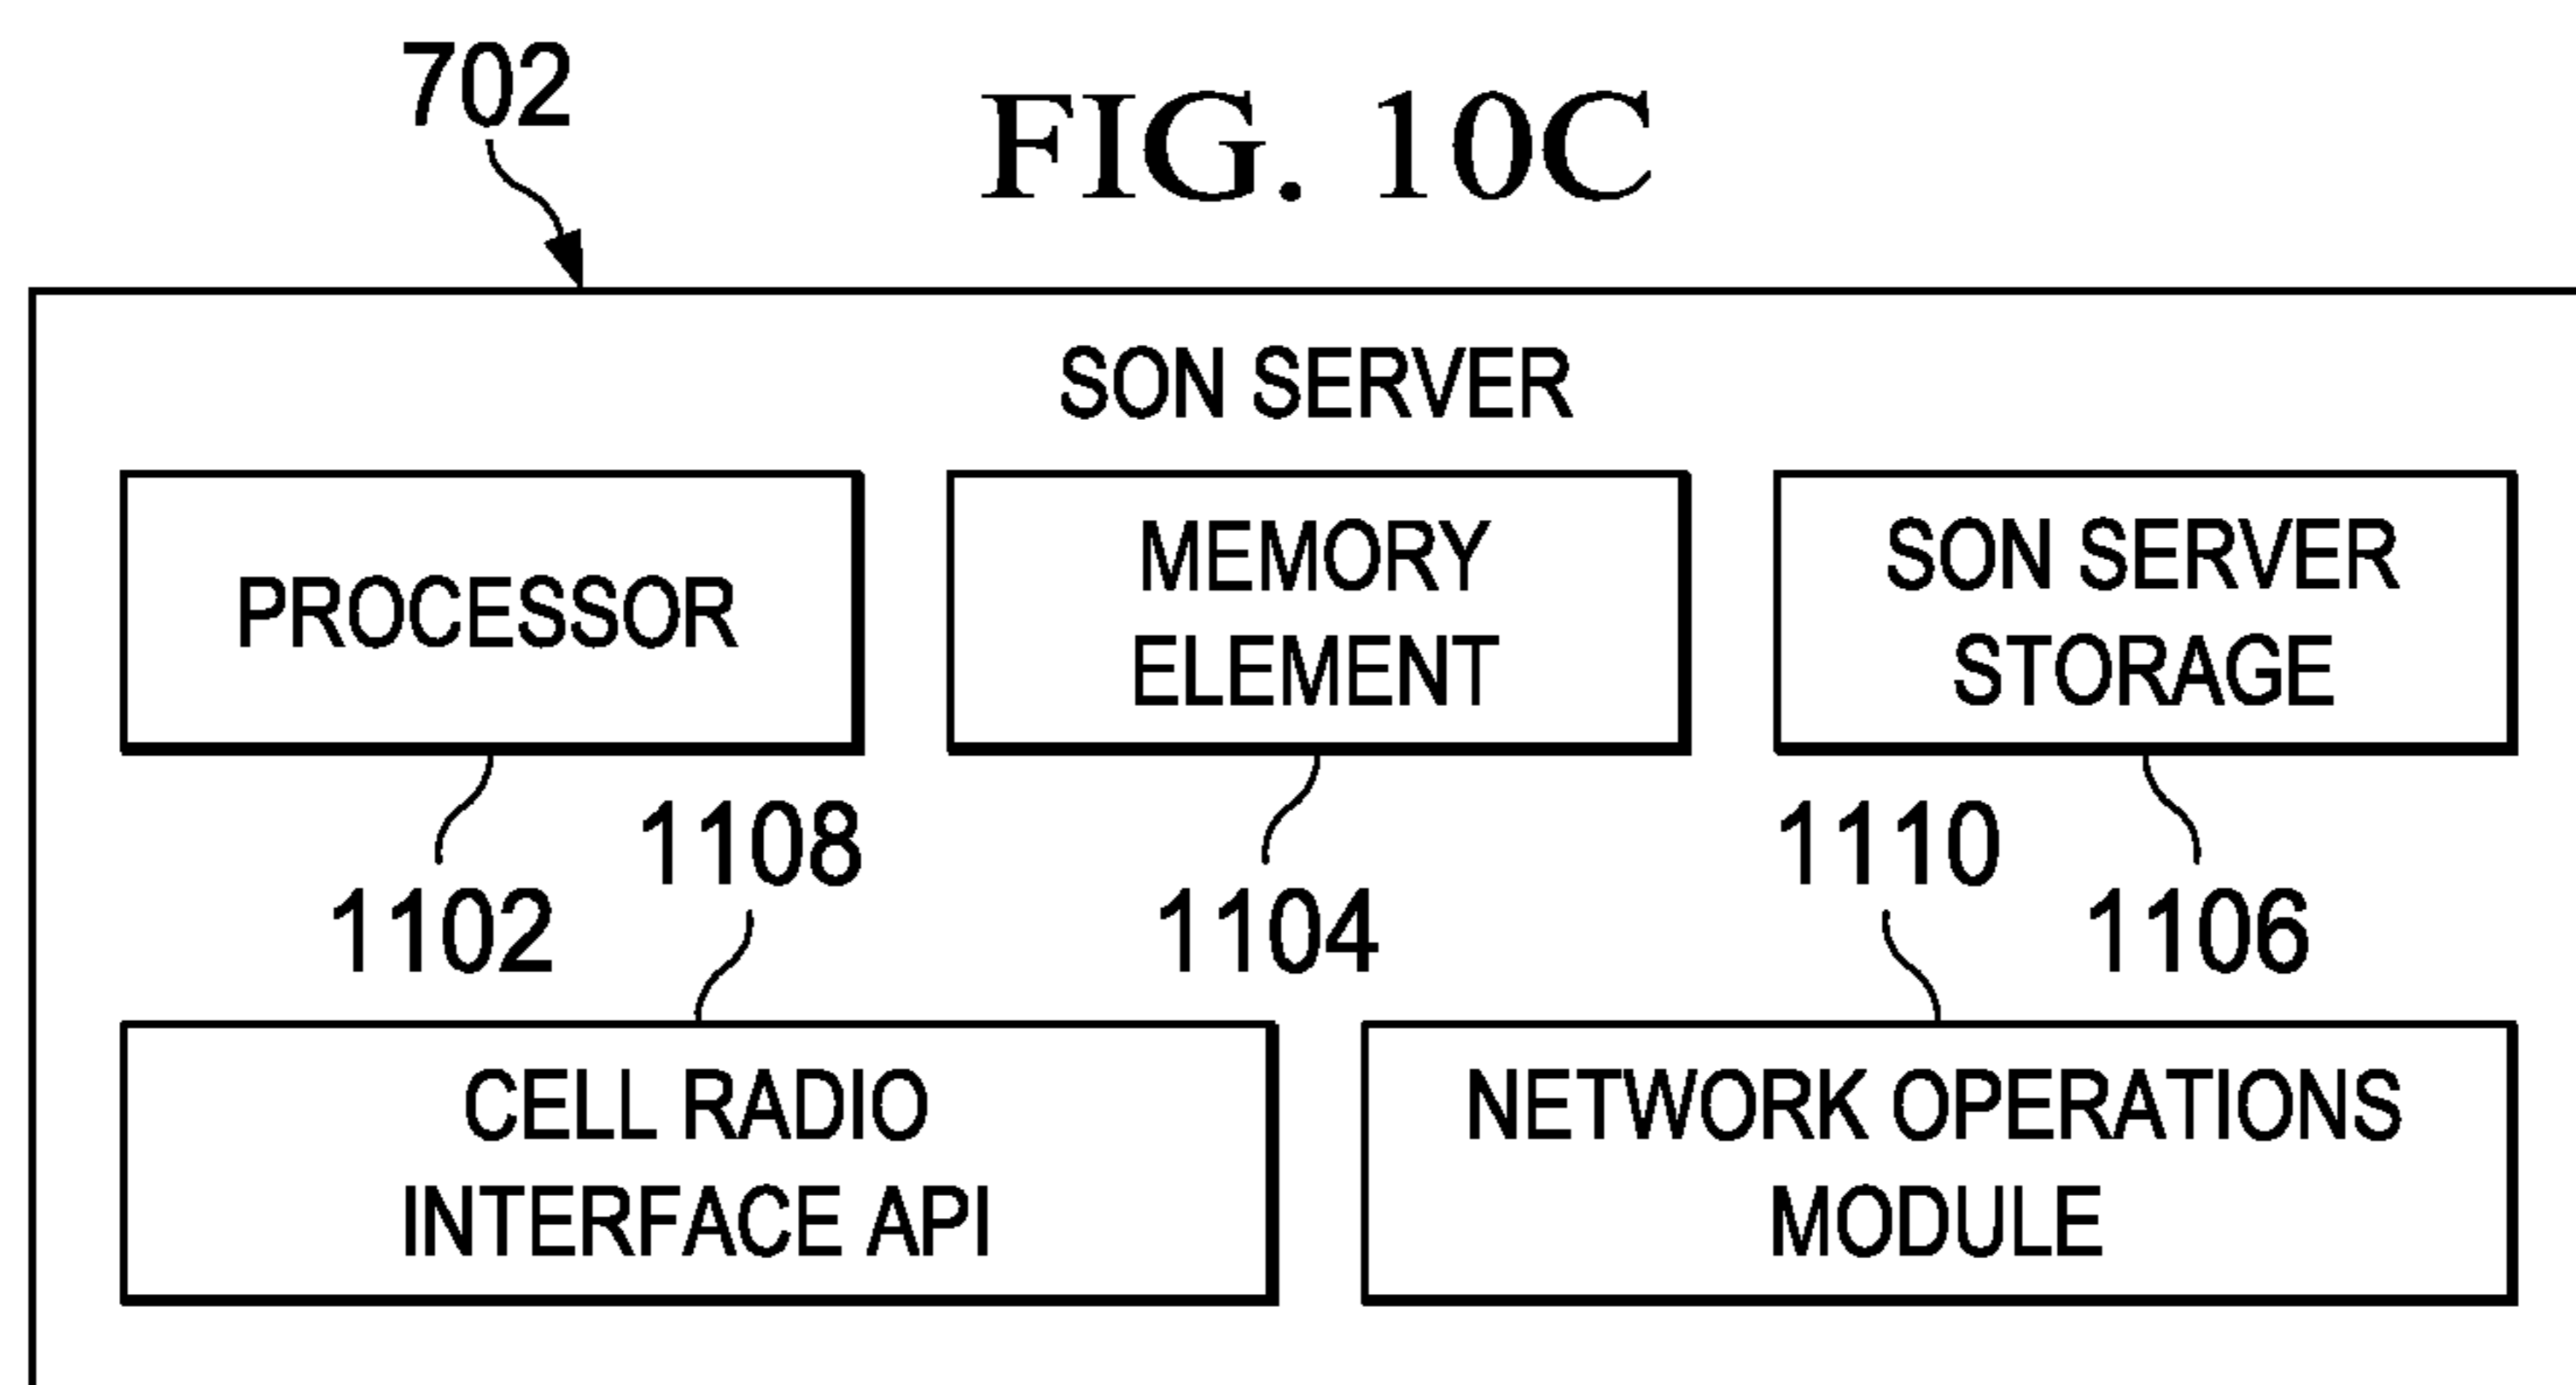 702
FIG. 10C
SON SERVER
PROCESSOR
MEMORY
ELEMENT
SON SERVER
STORAGE
1102
1108
1104
1110
1106
CELL RADIO
INTERFACE API
NETWORK OPERATIONS
MODULE